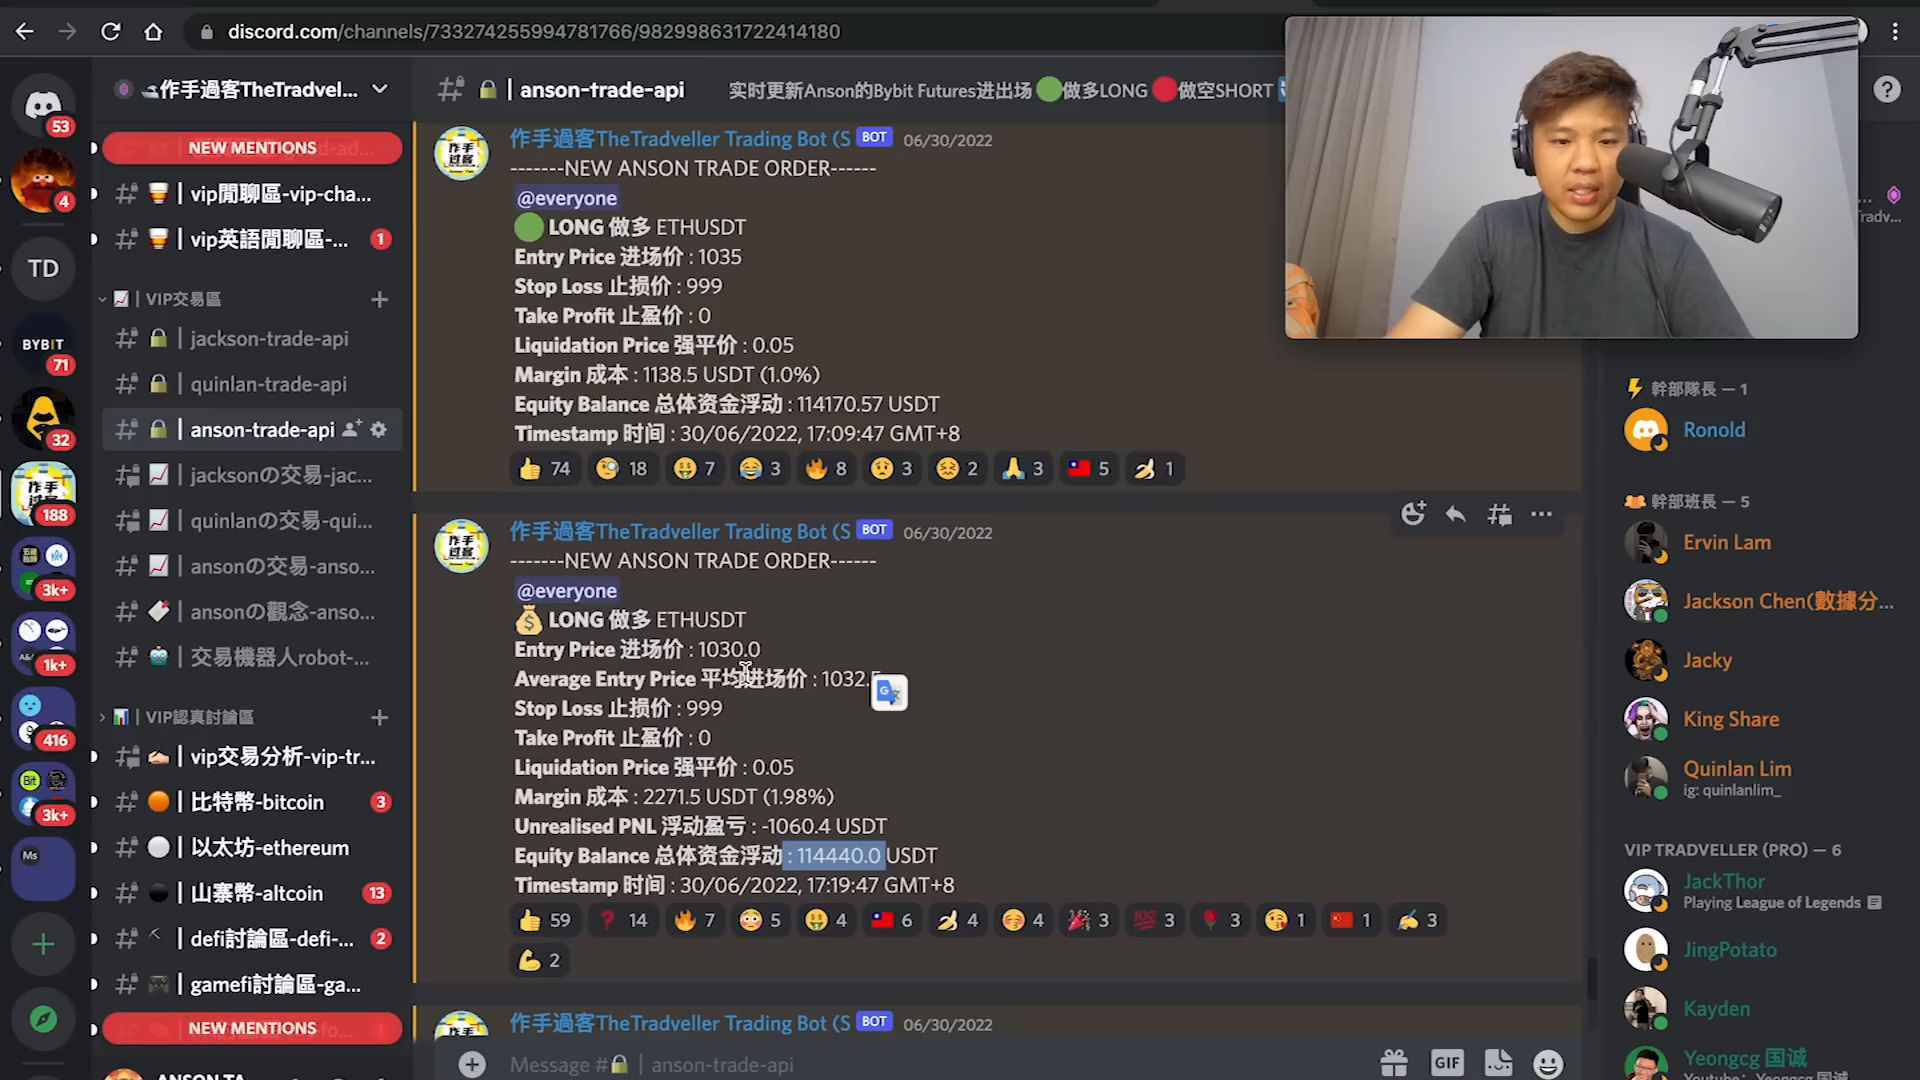 discord.com/channels/733274255994781766/982998631722414180
作手過客TheTradvel...
| anson-trade-api
实时更新Anson的Bybit Futures进出场 做多LONG 做空SHORT
53
4
TD
BYBIT
71
32
作手
188
3k+
1k+
416
3k+
Ms
NEW MENTIONS
| vip閒聊區-vip-cha...
| vip英語閒聊區-... 1
| VIP交易區
| jackson-trade-api
| quinlan-trade-api
| anson-trade-api
| jacksonの交易-jac...
| quinlanの交易-qui...
| ansonの交易-anso...
| ansonの觀念-anso...
| 交易機器人robot-...
| VIP認真討論區
| vip交易分析-vip-tr...
| 比特幣-bitcoin 3
| 以太坊-ethereum
| 山寨幣-altcoin 13
| defi討論區-defi-... 2
| gamefi討論區-ga...
NEW MENTIONS
作手過客TheTradveller Trading Bot (S BOT 06/30/2022
-------NEW ANSON TRADE ORDER------
@everyone
LONG 做多 ETHUSDT
Entry Price 进场价 : 1035
Stop Loss 止损价 : 999
Take Profit 止盈价 : 0
Liquidation Price 强平价 : 0.05
Margin 成本 : 1138.5 USDT (1.0%)
Equity Balance 总体资金浮动 : 114170.57 USDT
Timestamp 时间 : 30/06/2022, 17:09:47 GMT+8
74 18 7 3 8 3 2 3 5 1
作手過客TheTradveller Trading Bot (S BOT 06/30/2022
-------NEW ANSON TRADE ORDER------
@everyone
LONG 做多 ETHUSDT
Entry Price 进场价 : 1030.0
Average Entry Price 平均进场价 : 1032.5
Stop Loss 止损价 : 999
Take Profit 止盈价 : 0
Liquidation Price 强平价 : 0.05
Margin 成本 : 2271.5 USDT (1.98%)
Unrealised PNL 浮动盈亏 : -1060.4 USDT
Equity Balance 总体资金浮动 : 114440.0 USDT
Timestamp 时间 : 30/06/2022, 17:19:47 GMT+8
59 14 7 5 4 6 4 4 3 3 3 1 1 3
2
作手過客TheTradveller Trading Bot (S BOT 06/30/2022
Message # | anson-trade-api
GIF
幹部隊長 — 1
Ronold
幹部班長 — 5
Ervin Lam
Jackson Chen(數據分...
Jacky
King Share
Quinlan Lim
ig: quinlanlim_
VIP TRADVELLER (PRO) — 6
JackThor
Playing League of Legends
JingPotato
Kayden
Yeongcg 国诚